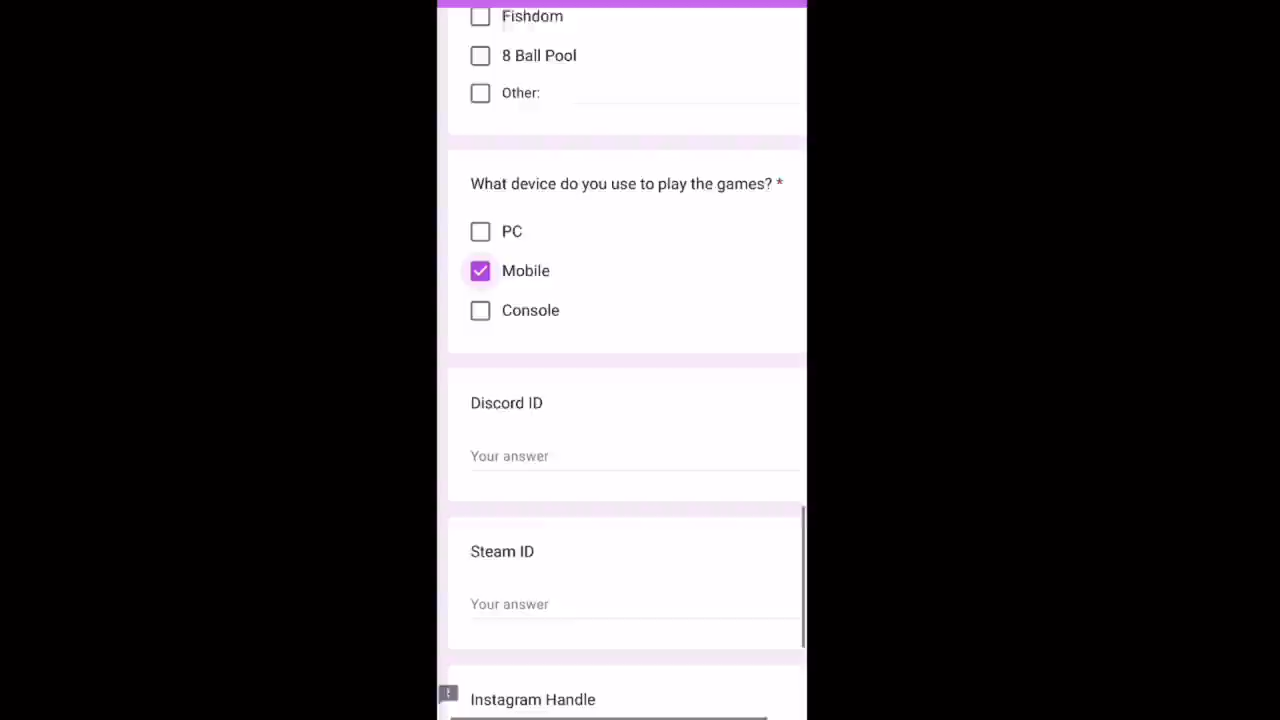 Fishdom
8 Ball Pool
Other:
What device do you use to play the games? *
PC
Mobile
Console
Discord ID
Your answer
Steam ID
Your answer
Instagram Handle